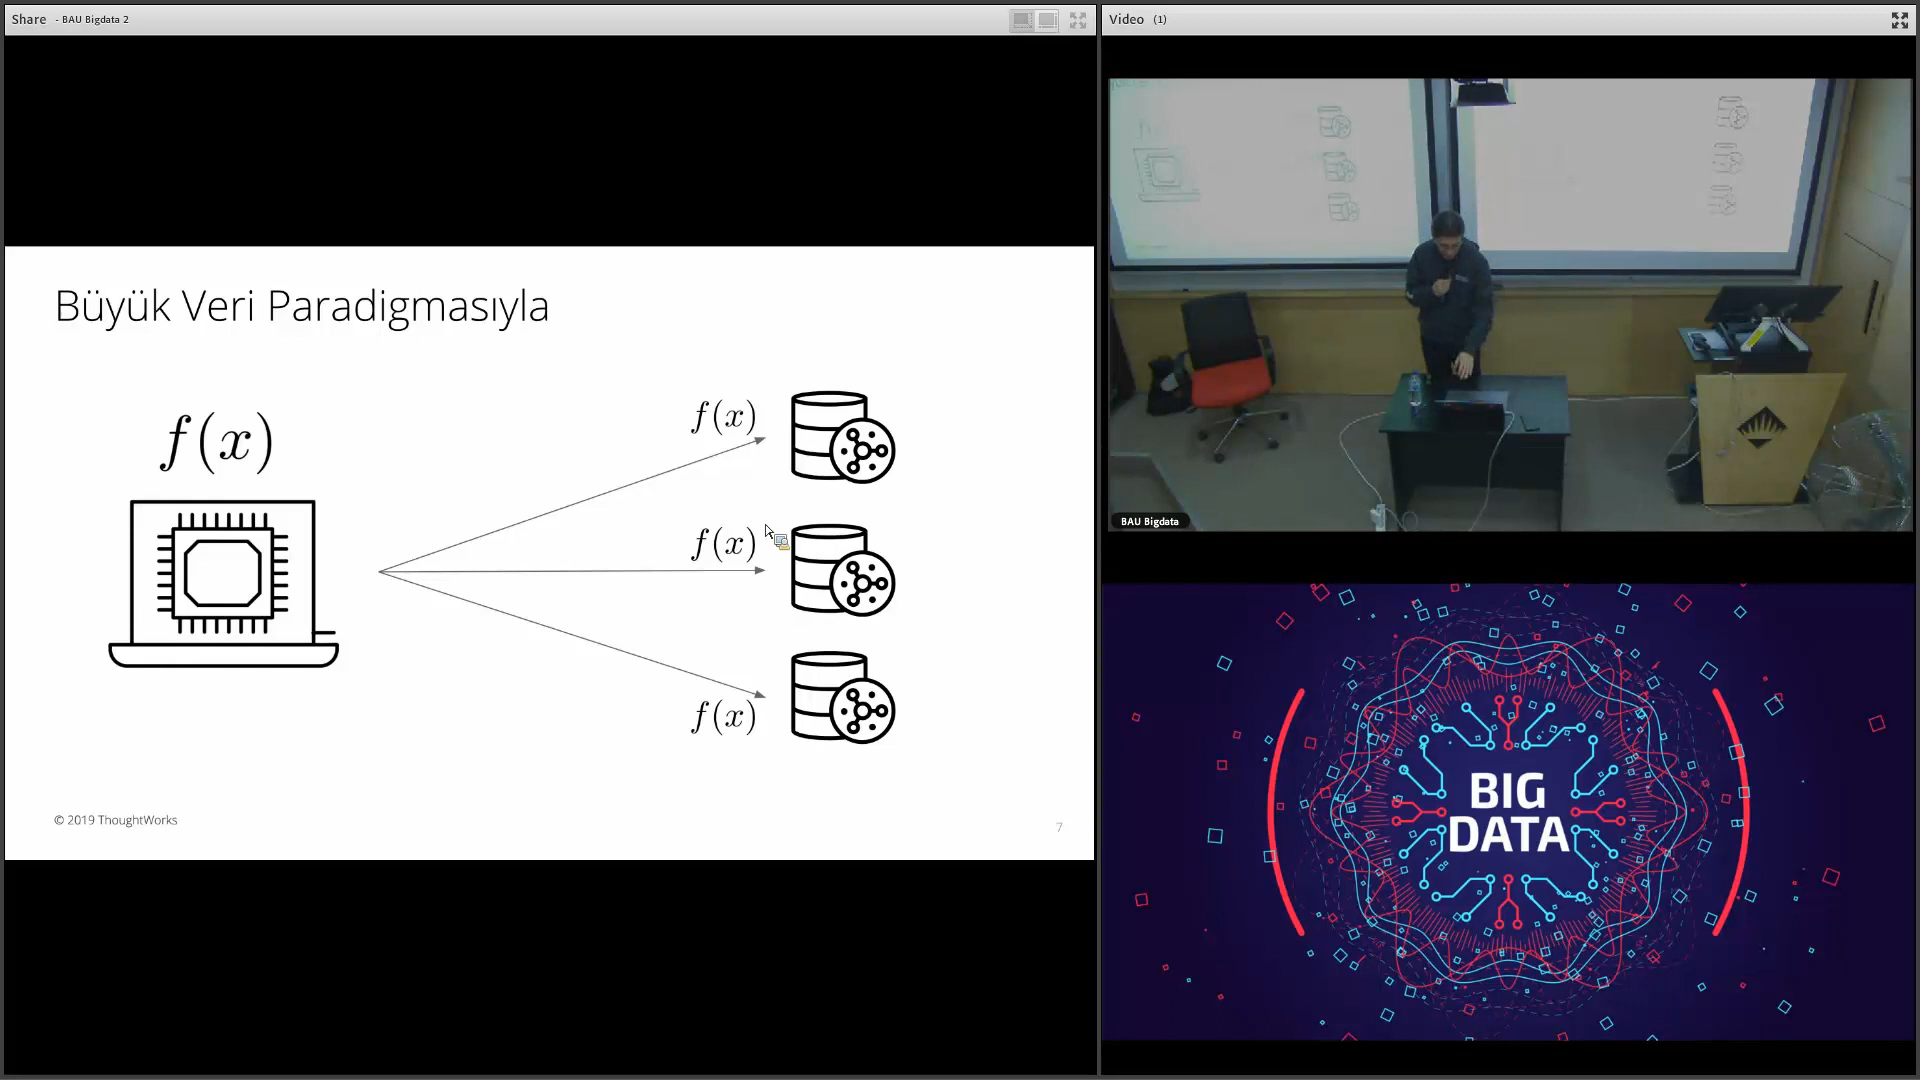 Share - BAU Bigdata 2
Büyük Veri Paradigmasıyla
f(x)
f(x)
f(x)
f(x)
© 2019 ThoughtWorks
7
Video (1)
BAU Bigdata
BIG
DATA